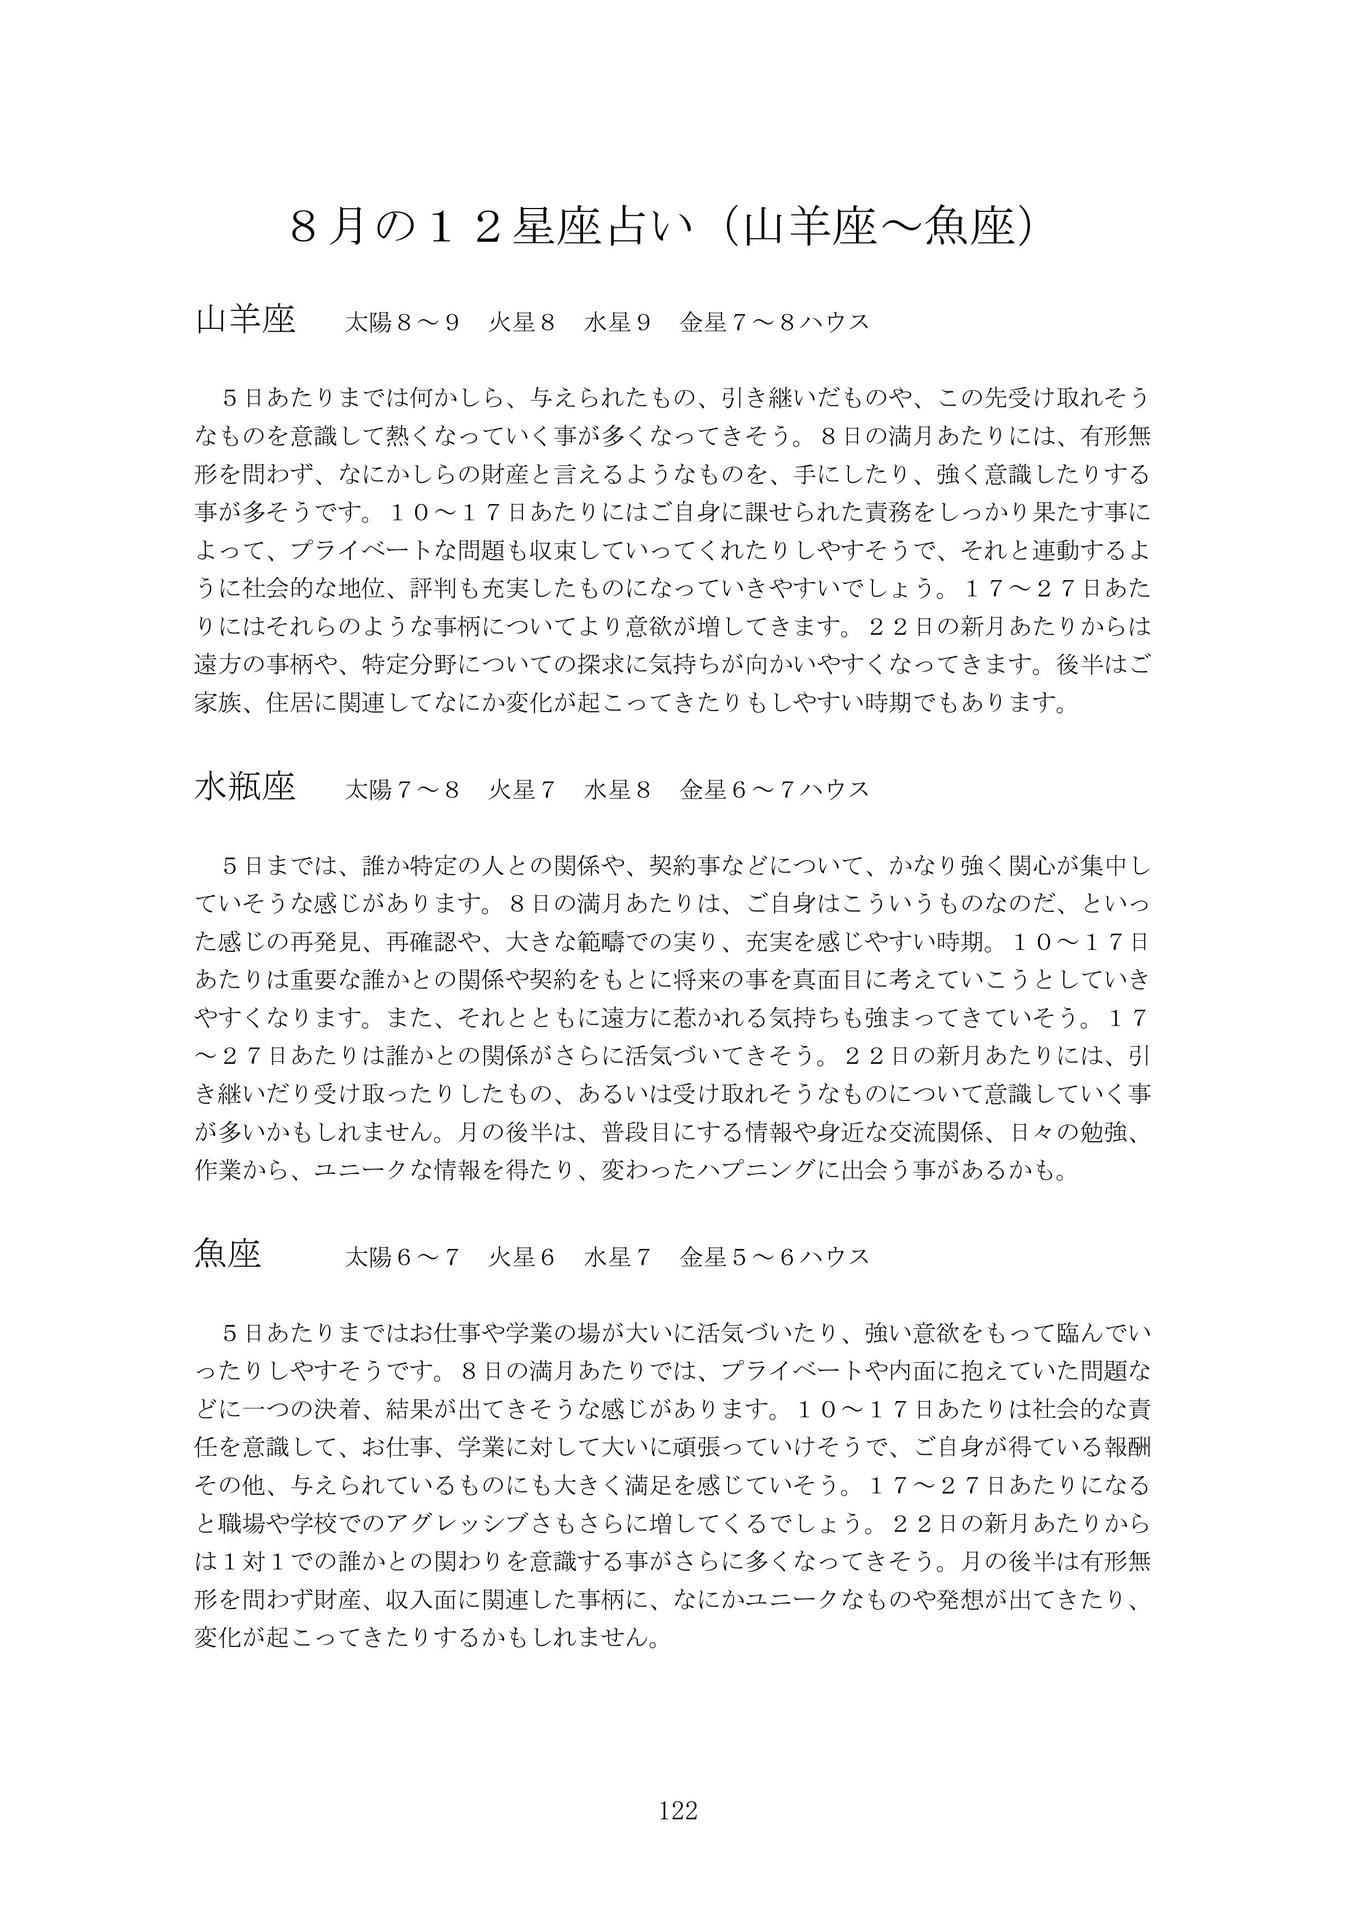 ８月の１２星座占い（山羊座～魚座）
山羊座　　太陽８～９　火星８　水星９　金星７～８ハウス
　５日あたりまでは何かしら、与えられたもの、引き継いだものや、この先受け取れそう
なものを意識して熱くなっていく事が多くなってきそう。８日の満月あたりには、有形無
形を問わず、なにかしらの財産と言えるようなものを、手にしたり、強く意識したりする
事が多そうです。１０～１７日あたりにはご自身に課せられた責務をしっかり果たす事に
よって、プライベートな問題も収束していってくれたりしやすそうで、それと連動するよ
うに社会的な地位、評判も充実したものになっていきやすいでしょう。１７～２７日あた
りにはそれらのような事柄についてより意欲が増してきます。２２日の新月あたりからは
遠方の事柄や、特定分野についての探求に気持ちが向かいやすくなってきます。後半はご
家族、住居に関連してなにか変化が起こってきたりもしやすい時期でもあります。
水瓶座　　太陽７～８　火星７　水星８　金星６～７ハウス
　５日までは、誰か特定の人との関係や、契約事などについて、かなり強く関心が集中し
ていそうな感じがあります。８日の満月あたりは、ご自身はこういうものなのだ、といっ
た感じの再発見、再確認や、大きな範疇での実り、充実を感じやすい時期。１０～１７日
あたりは重要な誰かとの関係や契約をもとに将来の事を真面目に考えていこうとしていき
やすくなります。また、それとともに遠方に惹かれる気持ちも強まってきていそう。１７
～２７日あたりは誰かとの関係がさらに活気づいてきそう。２２日の新月あたりには、引
き継いだり受け取ったりしたもの、あるいは受け取れそうなものについて意識していく事
が多いかもしれません。月の後半は、普段目にする情報や身近な交流関係、日々の勉強、
作業から、ユニークな情報を得たり、変わったハプニングに出会う事があるかも。
魚座　　　太陽６～７　火星６　水星７　金星５～６ハウス
　５日あたりまではお仕事や学業の場が大いに活気づいたり、強い意欲をもって臨んでい
ったりしやすそうです。８日の満月あたりでは、プライベートや内面に抱えていた問題な
どに一つの決着、結果が出てきそうな感じがあります。１０～１７日あたりは社会的な責
任を意識して、お仕事、学業に対して大いに頑張っていけそうで、ご自身が得ている報酬
その他、与えられているものにも大きく満足を感じていそう。１７～２７日あたりになる
と職場や学校でのアグレッシブさもさらに増してくるでしょう。２２日の新月あたりから
は１対１での誰かとの関わりを意識する事がさらに多くなってきそう。月の後半は有形無
形を問わず財産、収入面に関連した事柄に、なにかユニークなものや発想が出てきたり、
変化が起こってきたりするかもしれません。
122